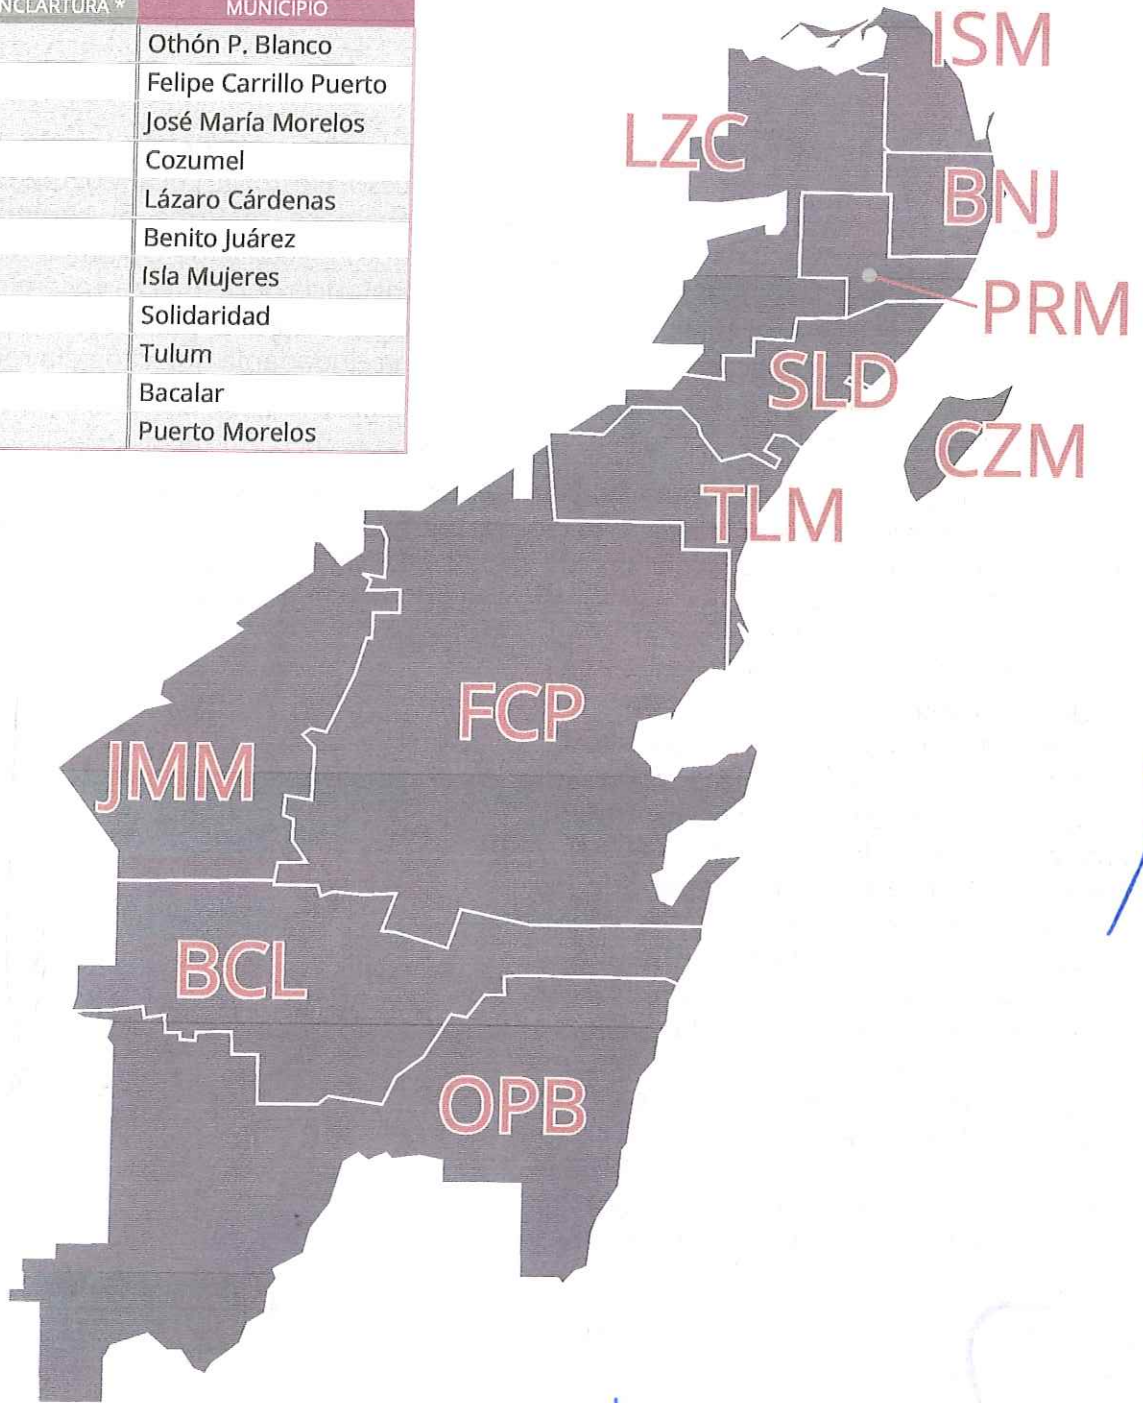 NCLARTURA * MUNICIPIO
Othón P. Blanco
Felipe Carrillo Puerto
José María Morelos
Cozumel
Lázaro Cárdenas
Benito Juárez
Isla Mujeres
Solidaridad
Tulum
Bacalar
Puerto Morelos
ISM
LZC
BNJ
PRM
SLD
CZM
TLM
FCP
JMM
BCL
OPB